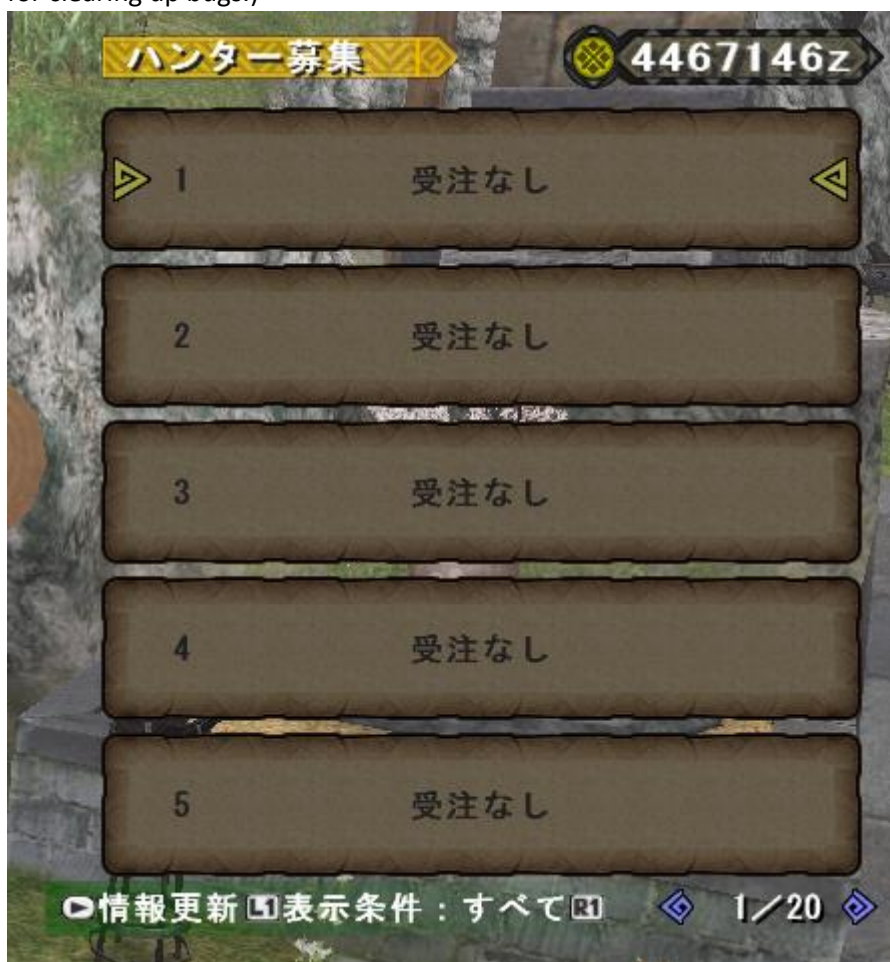 ハンター募集
4467146z
1 受注なし
2 受注なし
3 受注なし
4 受注なし
5 受注なし
情報更新 L1 表示条件：すべて R1 1／20